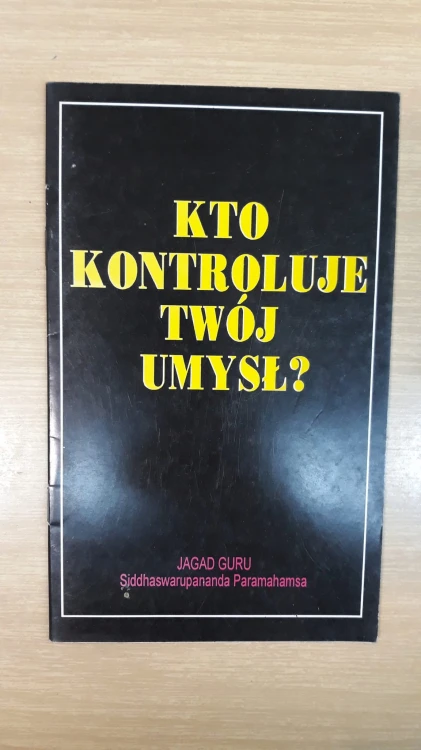 KTO
KONTROLUJE
TWÓJ
UMYSŁ?
JAGAD GURU
Siddhaswarupananda Paramahamsa